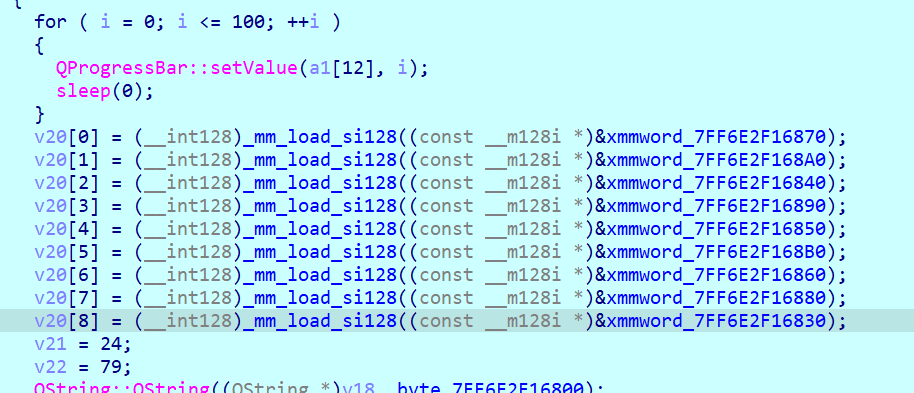 {
for ( i = 0; i <= 100; ++i )
{
QProgressBar::setValue(a1[12], i);
sleep(0);
}
v20[0] = (__int128)_mm_load_si128((const __m128i *)&xmmword_7FF6E2F16870);
v20[1] = (__int128)_mm_load_si128((const __m128i *)&xmmword_7FF6E2F168A0);
v20[2] = (__int128)_mm_load_si128((const __m128i *)&xmmword_7FF6E2F16840);
v20[3] = (__int128)_mm_load_si128((const __m128i *)&xmmword_7FF6E2F16890);
v20[4] = (__int128)_mm_load_si128((const __m128i *)&xmmword_7FF6E2F16850);
v20[5] = (__int128)_mm_load_si128((const __m128i *)&xmmword_7FF6E2F168B0);
v20[6] = (__int128)_mm_load_si128((const __m128i *)&xmmword_7FF6E2F16860);
v20[7] = (__int128)_mm_load_si128((const __m128i *)&xmmword_7FF6E2F16880);
v20[8] = (__int128)_mm_load_si128((const __m128i *)&xmmword_7FF6E2F16830);
v21 = 24;
v22 = 79;
QString::QString((QString *)v18, byte_7FF6E2F16800);